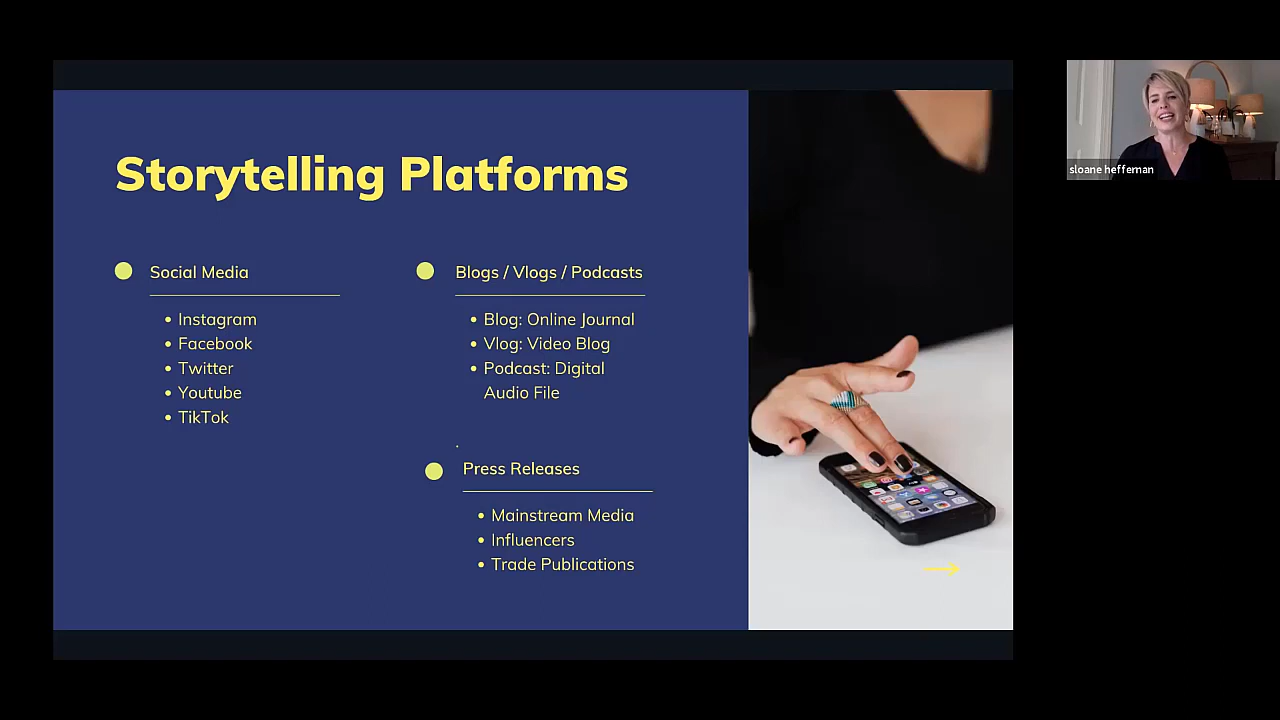 Storytelling Platforms
Social Media
Instagram
Facebook
Twitter
Youtube
TikTok
Blogs / Vlogs / Podcasts
Blog: Online Journal
Vlog: Video Blog
Podcast: Digital
Audio File
Press Releases
Mainstream Media
Influencers
Trade Publications
sloane heffernan